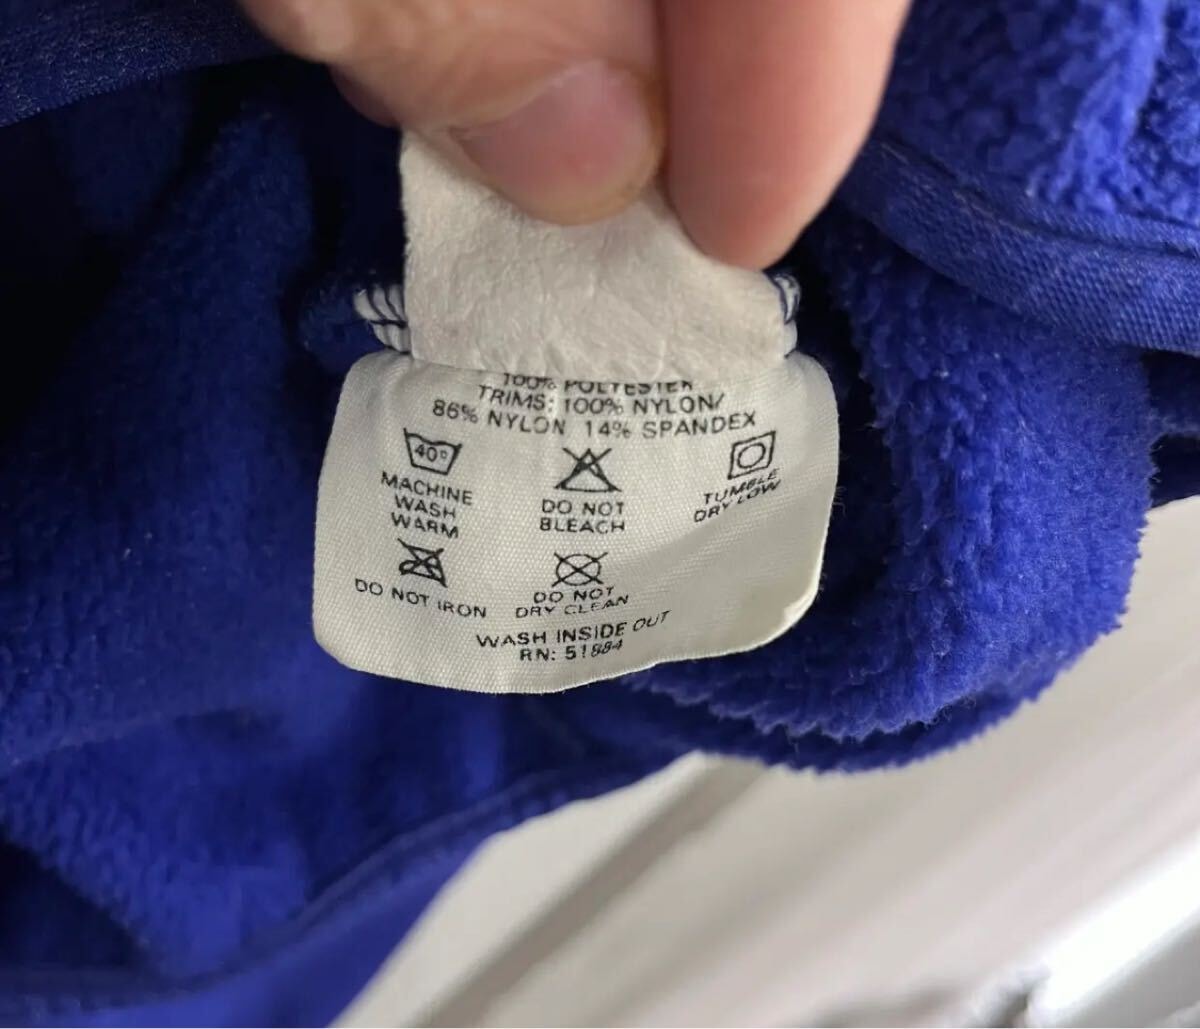 100% POLYESTER
TRIMS: 100% NYLON/
86% NYLON 14% SPANDEX
40°
MACHINE
WASH
WARM
DO NOT
BLEACH
TUMBLE
DRY LOW
DO NOT IRON
DO NOT
DRY CLEAN
WASH INSIDE OUT
RN: 51884